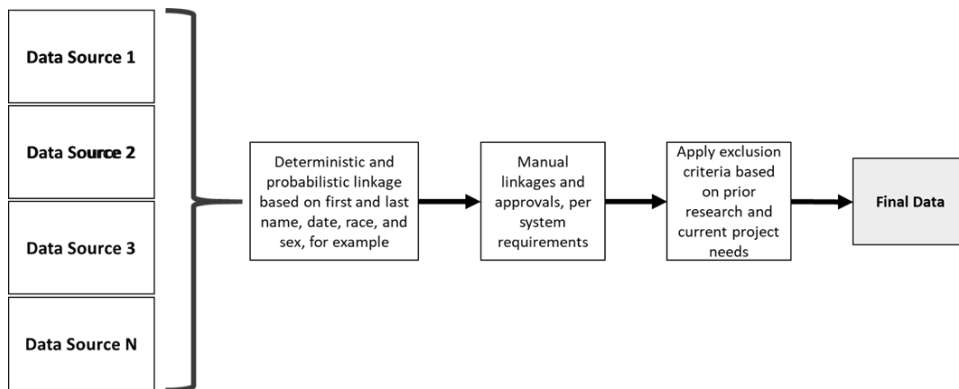 Data Source 1
Data Source 2
Data Source 3
Data Source N
Deterministic and
probabilistic linkage
based on first and last
name, date, race, and
sex, for example
Manual
linkages and
approvals, per
system
requirements
Apply exclusion
criteria based on
prior research
and current
project needs
Final Data